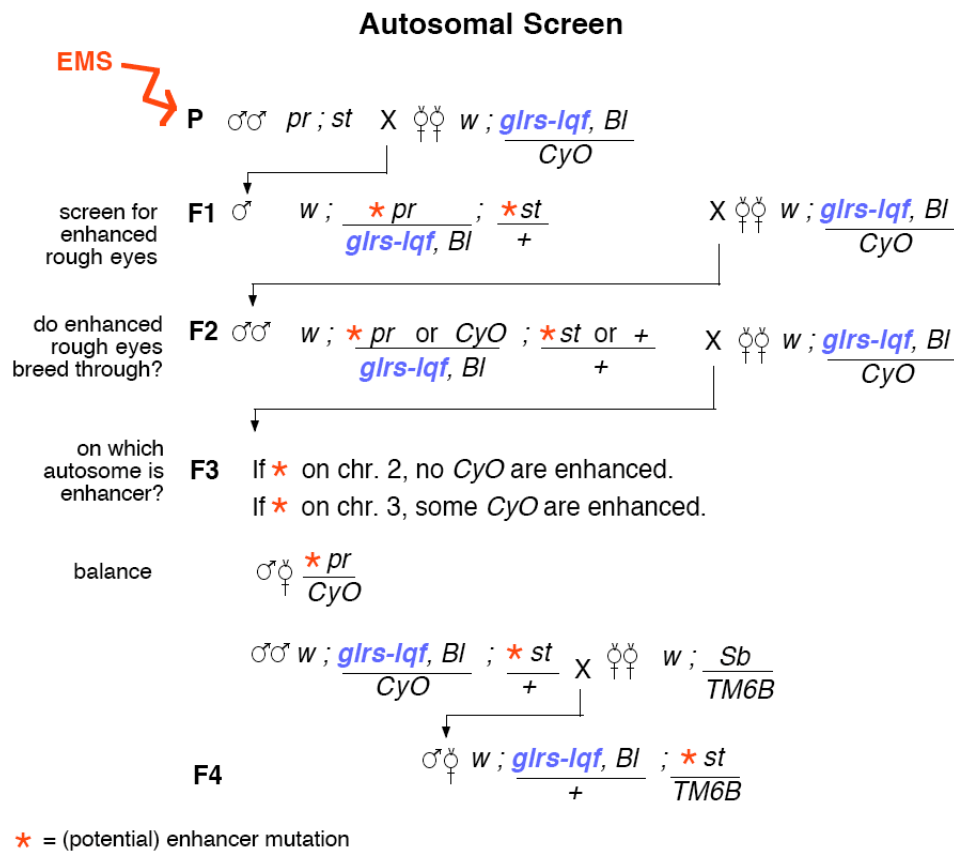 Autosomal Screen
EMS
P ♂♂ pr ; st X ☿☿ w ; glrs-lqf, Bl
CyO
screen for
enhanced
rough eyes
F1 ♂ w ; * pr ; * st X ☿☿ w ; glrs-lqf, Bl
glrs-lqf, Bl + CyO
do enhanced
rough eyes
breed through?
F2 ♂♂ w ; * pr or CyO ; * st or + X ☿☿ w ; glrs-lqf, Bl
glrs-lqf, Bl + CyO
on which
autosome is
enhancer?
F3 If * on chr. 2, no CyO are enhanced.
If * on chr. 3, some CyO are enhanced.
balance
♂☿ * pr
CyO
♂♂ w ; glrs-lqf, Bl ; * st X ☿☿ w ; Sb
CyO + TM6B
F4 ♂☿ w ; glrs-lqf, Bl ; * st
+ TM6B
* = (potential) enhancer mutation